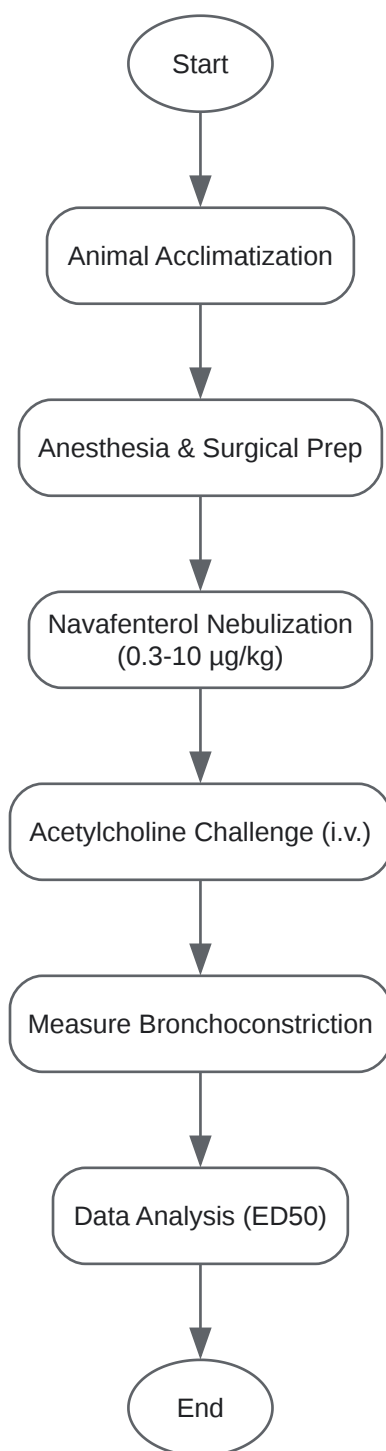 Start
Animal Acclimatization
Anesthesia & Surgical Prep
Navafenterol Nebulization
(0.3-10 µg/kg)
Acetylcholine Challenge (i.v.)
Measure Bronchoconstriction
Data Analysis (ED50)
End